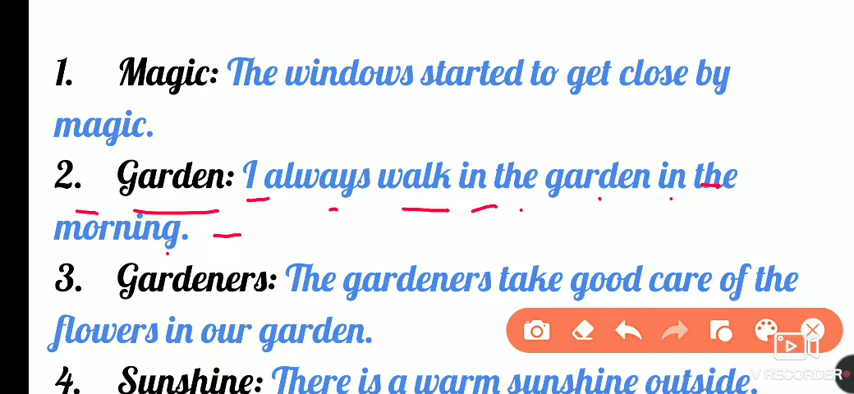 1. Magic: The windows started to get close by
magic.
2. Garden: I always walk in the garden in the
morning.
3. Gardeners: The gardeners take good care of the
flowers in our garden.
4. Sunshine: There is a warm sunshine outside.
V RECORDER